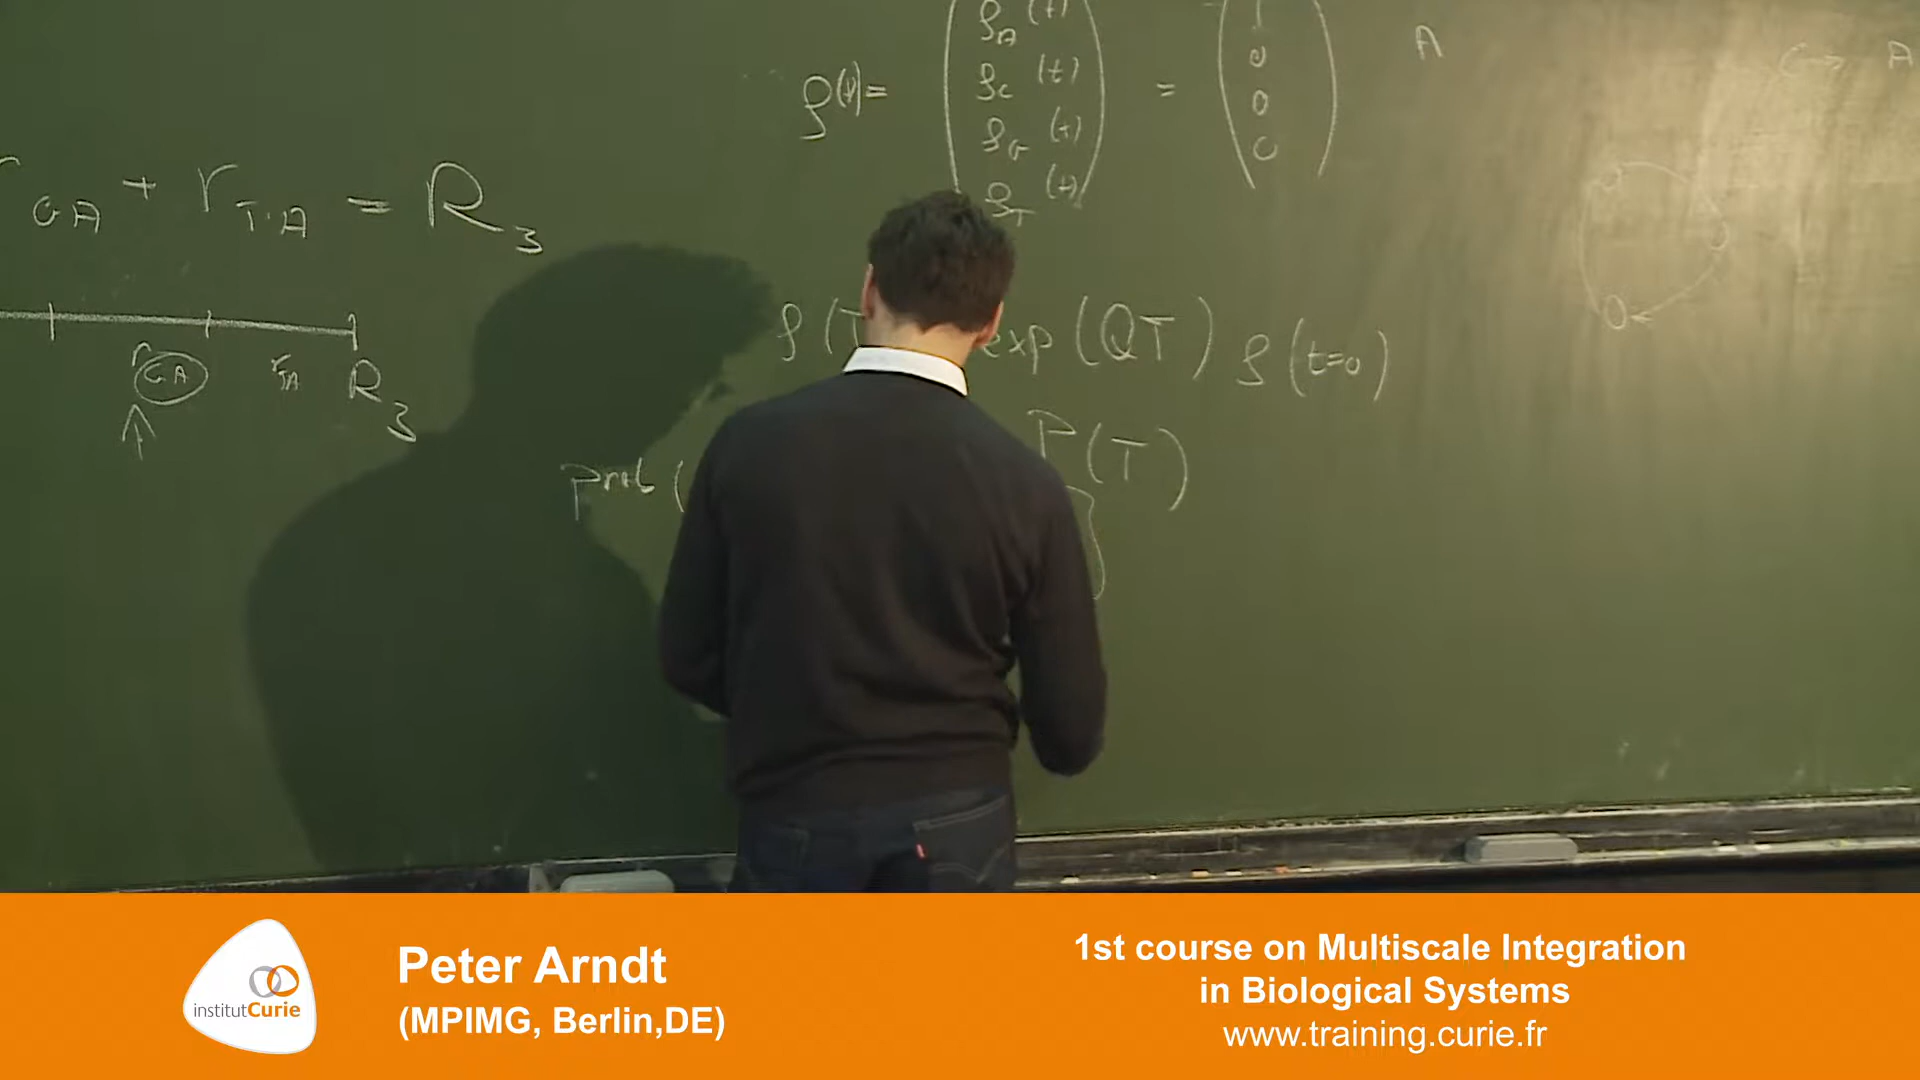 ρ(t) = ( ρ_A (t) ρ_C (t) ρ_G (t) ρ_T (t) ) = ( 1 0 0 0 )
A
C → A
r_GA + r_TA = R_3
r_GA r_TA R_3
ρ(T exp (QT) ρ(t=0)
P(T)
prob (
institutCurie
Peter Arndt
(MPIMG, Berlin,DE)
1st course on Multiscale Integration
in Biological Systems
www.training.curie.fr